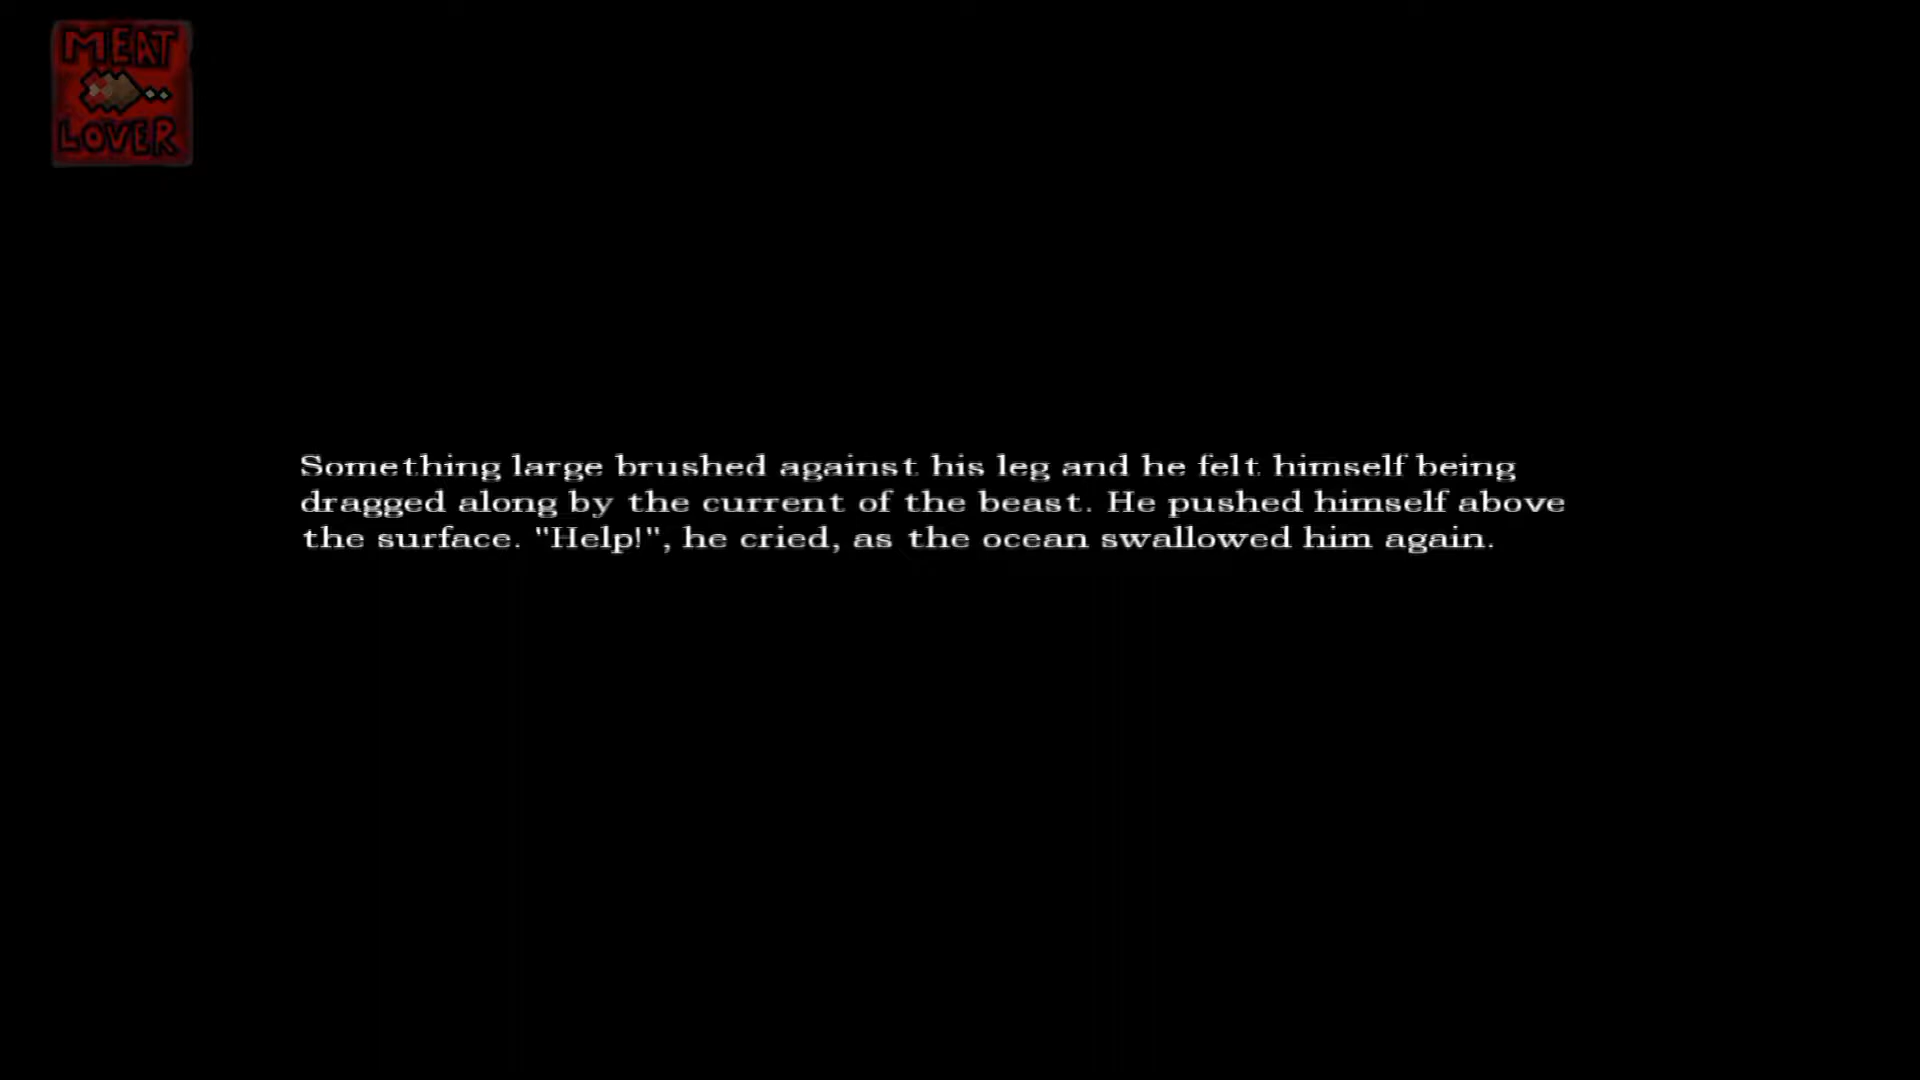 MEAT
LOVER
Something large brushed against his leg and he felt himself being
dragged along by the current of the beast. He pushed himself above
the surface. "Help!", he cried, as the ocean swallowed him again.